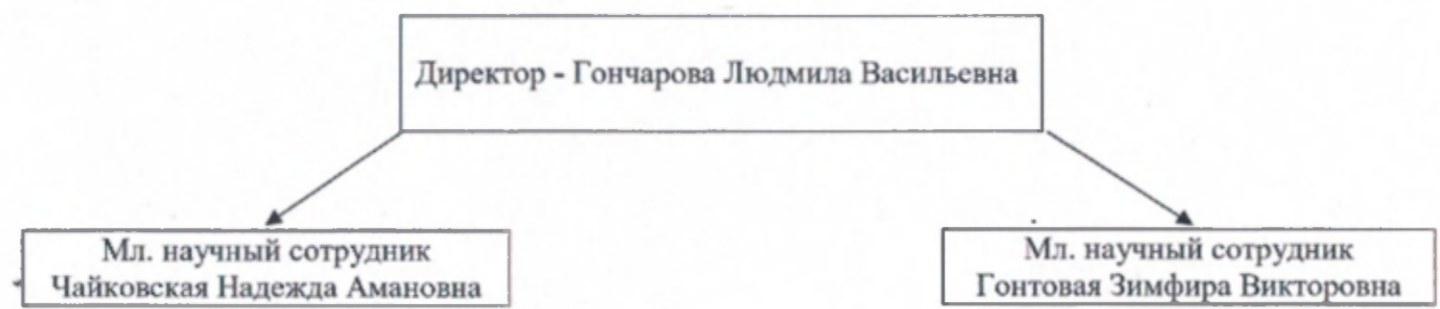 Директор - Гончарова Людмила Васильевна
Мл. научный сотрудник
Чайковская Надежда Амановна
Мл. научный сотрудник
Гонтовая Зимфира Викторовна